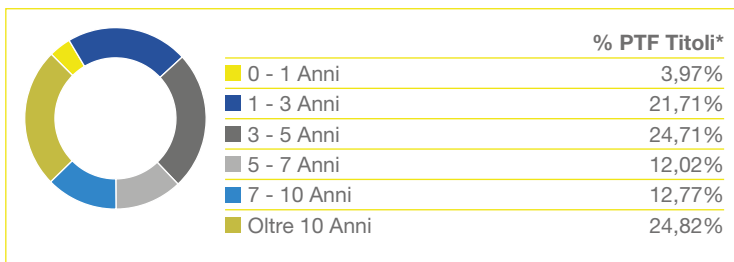 % PTF Titoli*
0 - 1 Anni 3,97%
1 - 3 Anni 21,71%
3 - 5 Anni 24,71%
5 - 7 Anni 12,02%
7 - 10 Anni 12,77%
Oltre 10 Anni 24,82%